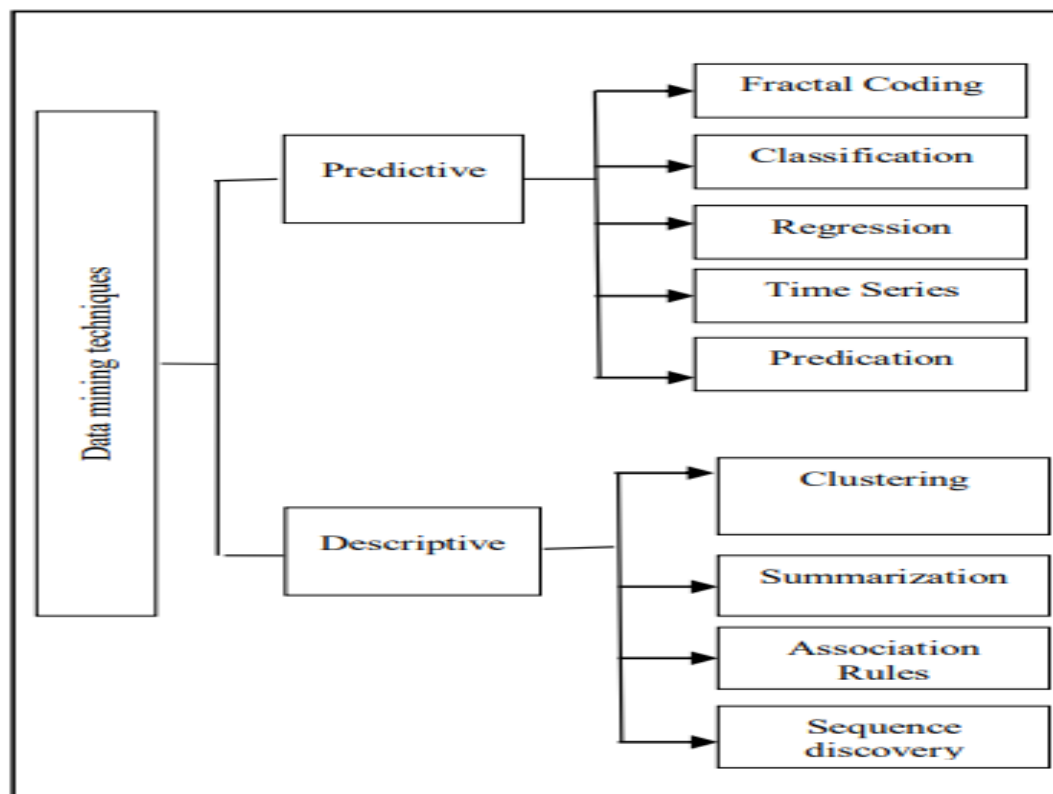 Data mining techniques
Predictive
Fractal Coding
Classification
Regression
Time Series
Predication
Descriptive
Clustering
Summarization
Association
Rules
Sequence
discovery